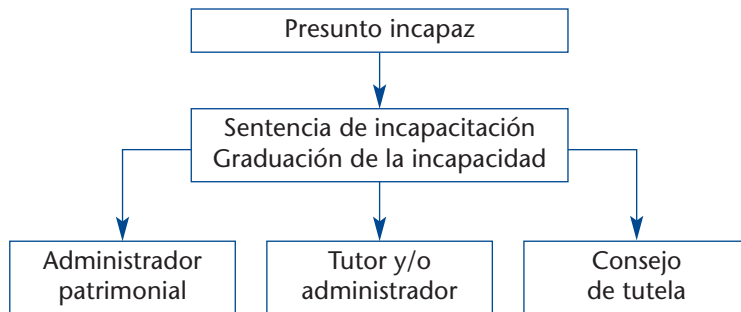 Presunto incapaz
Sentencia de incapacitación
Graduación de la incapacidad
Administrador
patrimonial
Tutor y/o
administrador
Consejo
de tutela